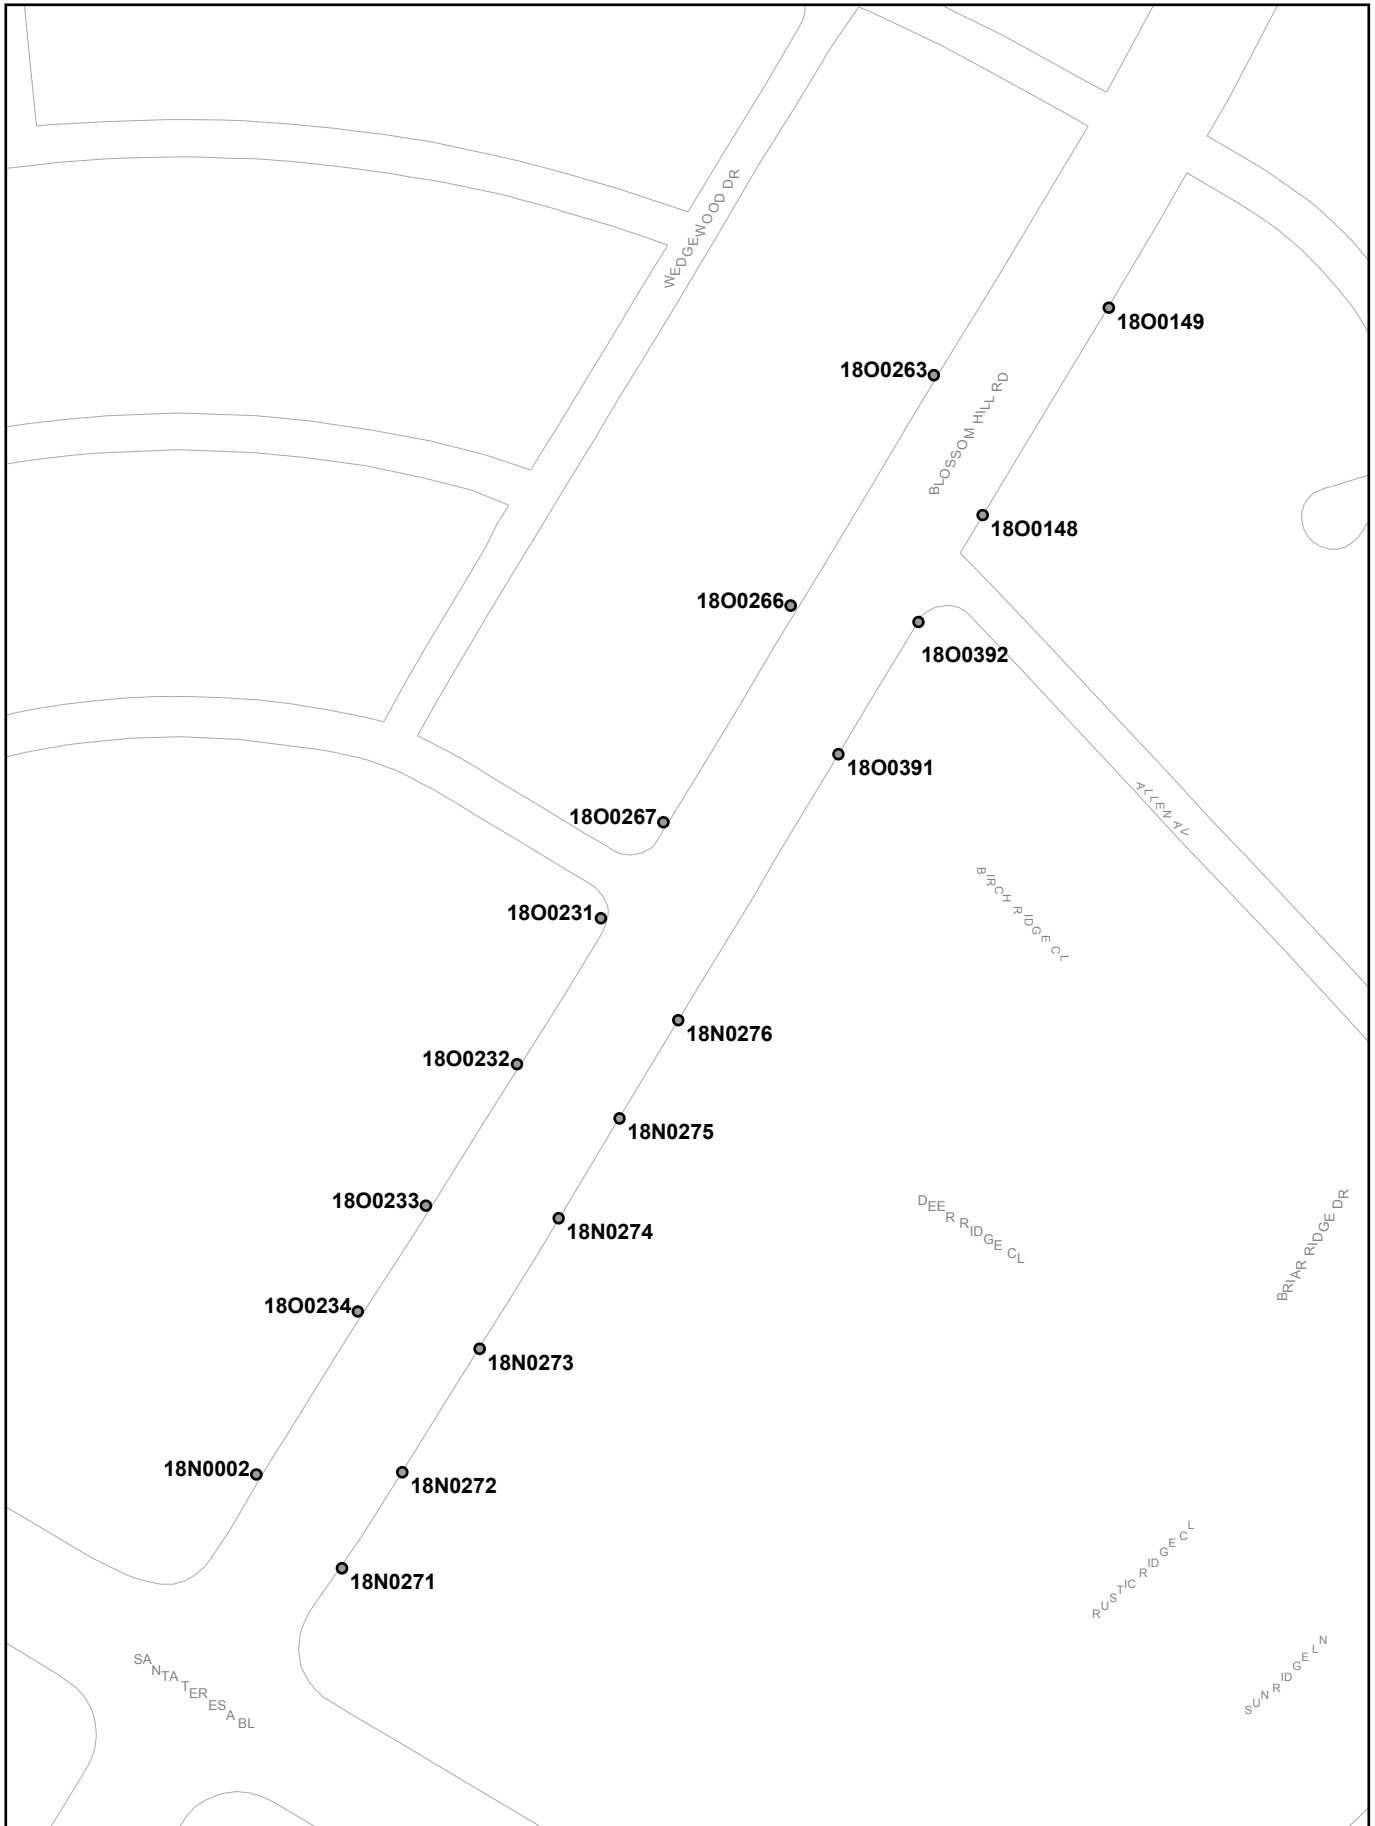 WEDGEWOOD DR
18O0149
18O0263
BLOSSOM HILL RD
18O0148
18O0266
18O0392
18O0391
ALLEN AV
18O0267
BIRCH RIDGE CL
18O0231
18N0276
18O0232
18N0275
18O0233
18N0274
DEER RIDGE CL
BRIAR RIDGE DR
18O0234
18N0273
18N0002
18N0272
18N0271
RUSTIC RIDGE CL
SANTA TERESA BL
SUN RIDGE LN